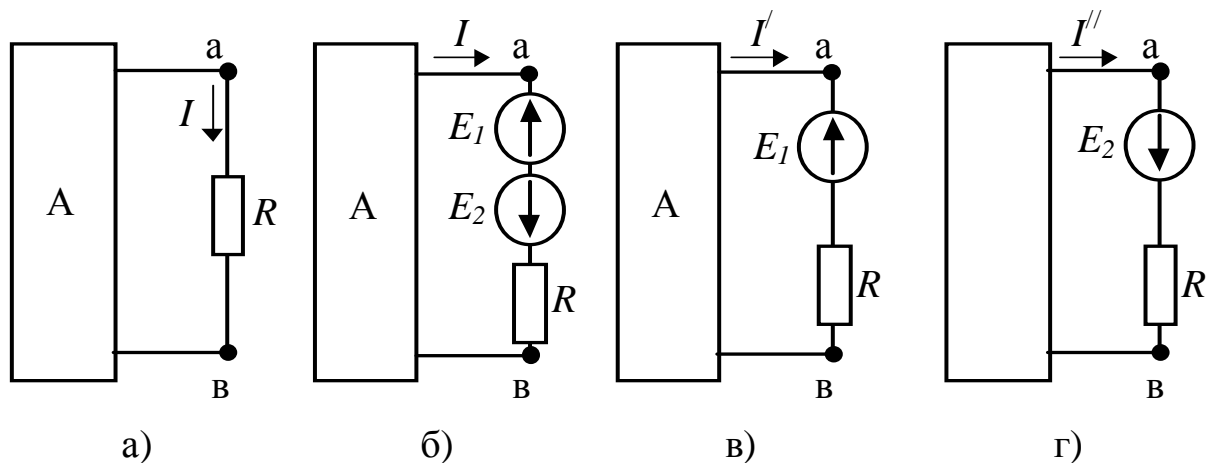 а I а I/ а I// а
I E1 E1 E2
А R А E2 А R
R R
в в в в
а) б) в) г)